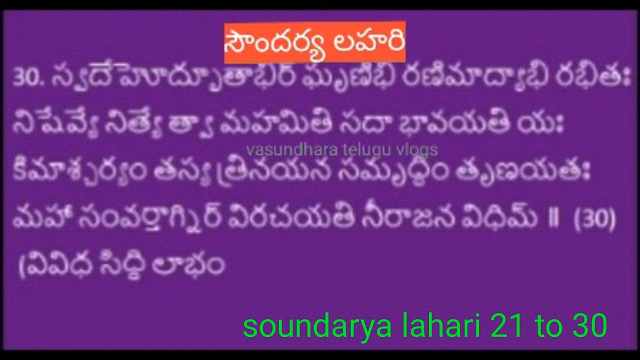 సౌందర్య లహరి
30. స్వదేహోద్భూతాభిర్ ఘృణిభి రణిమాద్యాభి రభితః
నిషేవ్యే నిత్యే త్వా మహమితి సదా భావయతి యః
vasundhara telugu vlogs
కిమాశ్చర్యం తస్య త్రినయన సమృద్ధిం తృణయతః
మహా సంవర్తాగ్నిర్ విరచయతి నీరాజన విధిమ్ ॥ (30)
(వివిధ సిద్ధి లాభం
soundarya lahari 21 to 30